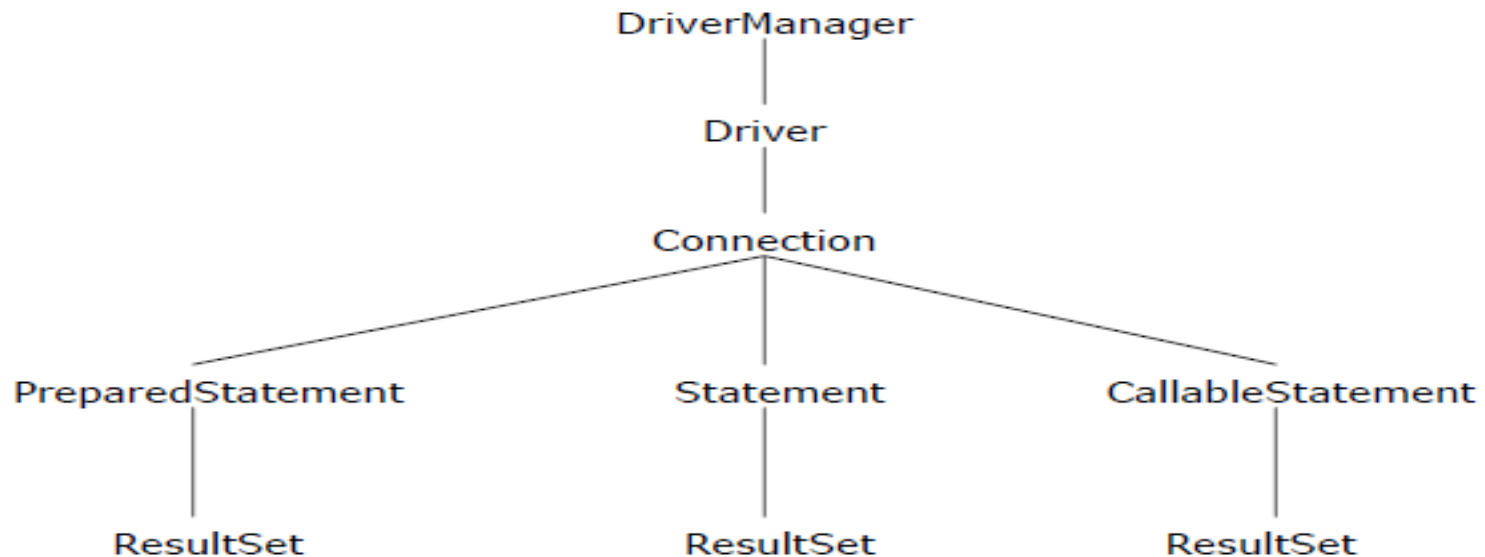 DriverManager
Driver
Connection
PreparedStatement Statement CallableStatement
ResultSet ResultSet ResultSet